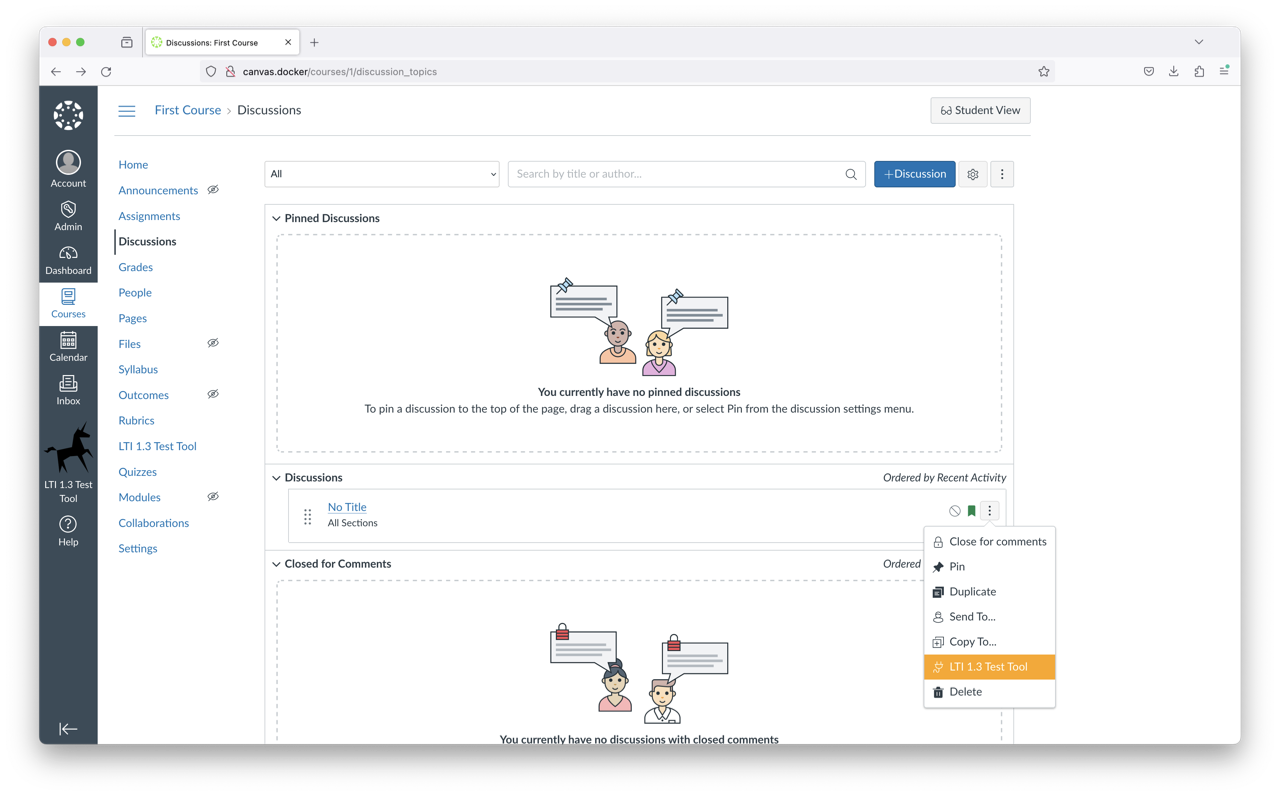 Discussions: First Course
canvas.docker/courses/1/discussion_topics
First Course
Discussions
Student View
Account
Admin
Dashboard
Courses
Calendar
Inbox
LTI 1.3 Test
Tool
Help
Home
Announcements
Assignments
Discussions
Grades
People
Pages
Files
Syllabus
Outcomes
Rubrics
LTI 1.3 Test Tool
Quizzes
Modules
Collaborations
Settings
All
Search by title or author...
+Discussion
Pinned Discussions
You currently have no pinned discussions
To pin a discussion to the top of the page, drag a discussion here, or select Pin from the discussion settings menu.
Discussions
Ordered by Recent Activity
No Title
All Sections
Closed for Comments
Ordered
Close for comments
Pin
Duplicate
Send To...
Copy To...
LTI 1.3 Test Tool
Delete
You currently have no discussions with closed comments